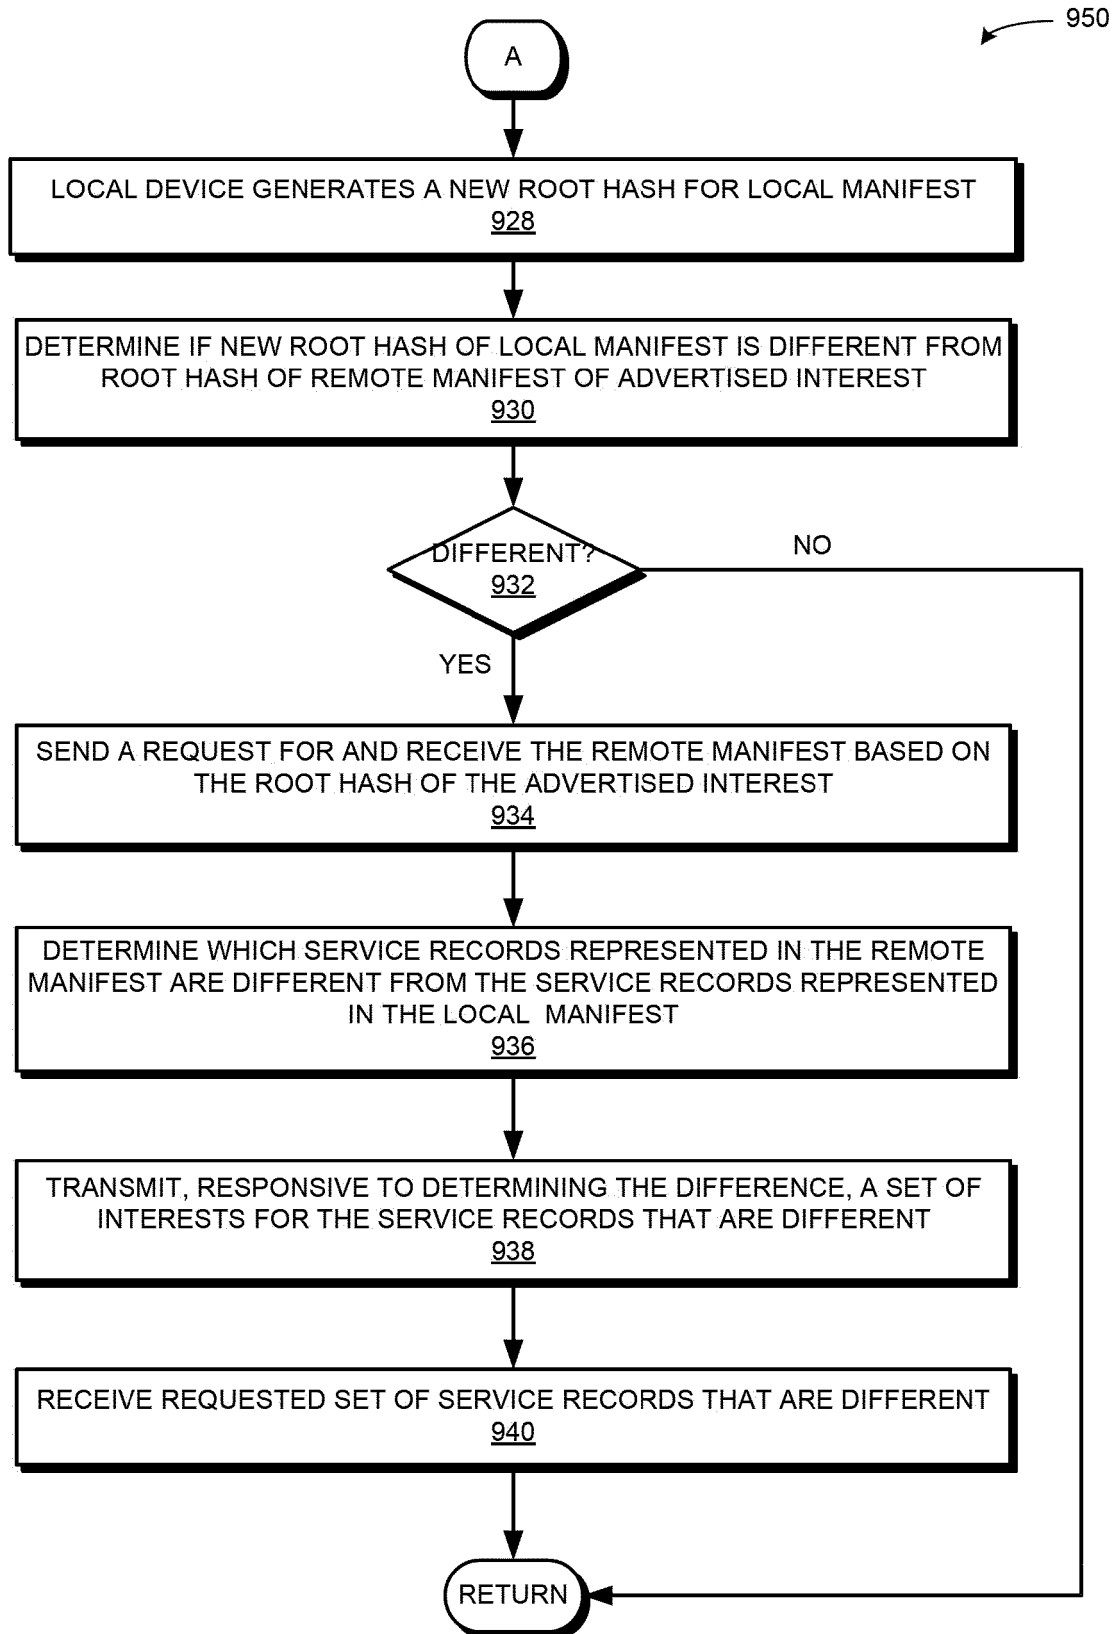 950
A
LOCAL DEVICE GENERATES A NEW ROOT HASH FOR LOCAL MANIFEST
928
DETERMINE IF NEW ROOT HASH OF LOCAL MANIFEST IS DIFFERENT FROM
ROOT HASH OF REMOTE MANIFEST OF ADVERTISED INTEREST
930
DIFFERENT?
932
NO
YES
SEND A REQUEST FOR AND RECEIVE THE REMOTE MANIFEST BASED ON
THE ROOT HASH OF THE ADVERTISED INTEREST
934
DETERMINE WHICH SERVICE RECORDS REPRESENTED IN THE REMOTE
MANIFEST ARE DIFFERENT FROM THE SERVICE RECORDS REPRESENTED
IN THE LOCAL MANIFEST
936
TRANSMIT, RESPONSIVE TO DETERMINING THE DIFFERENCE, A SET OF
INTERESTS FOR THE SERVICE RECORDS THAT ARE DIFFERENT
938
RECEIVE REQUESTED SET OF SERVICE RECORDS THAT ARE DIFFERENT
940
RETURN